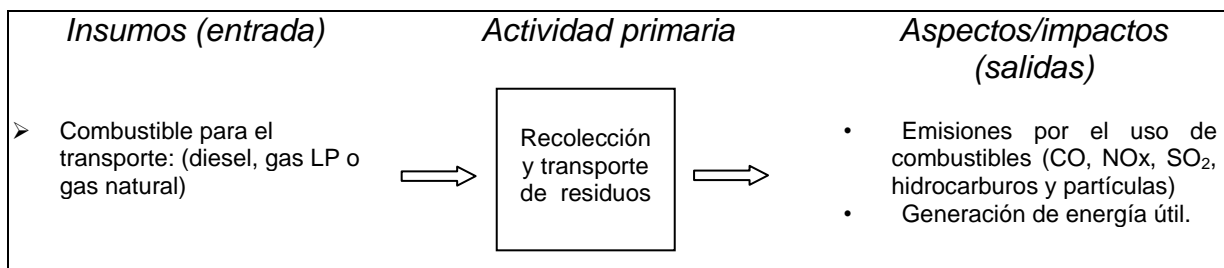 Insumos (entrada)
Actividad primaria
Aspectos/impactos
(salidas)
➢ Combustible para el
transporte: (diesel, gas LP o
gas natural)
Recolección
y transporte
de residuos
• Emisiones por el uso de
combustibles (CO, NOx, SO₂,
hidrocarburos y partículas)
• Generación de energía útil.